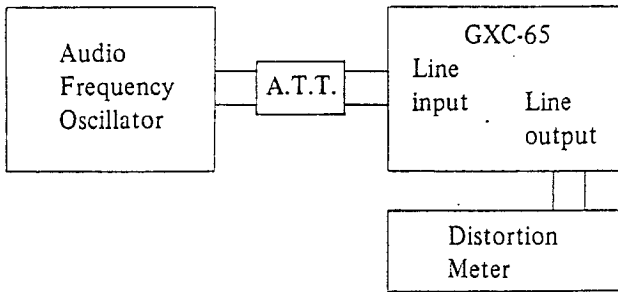 Audio
Frequency
Oscillator
A.T.T.
GXC-65
Line
input
Line
output
Distortion
Meter